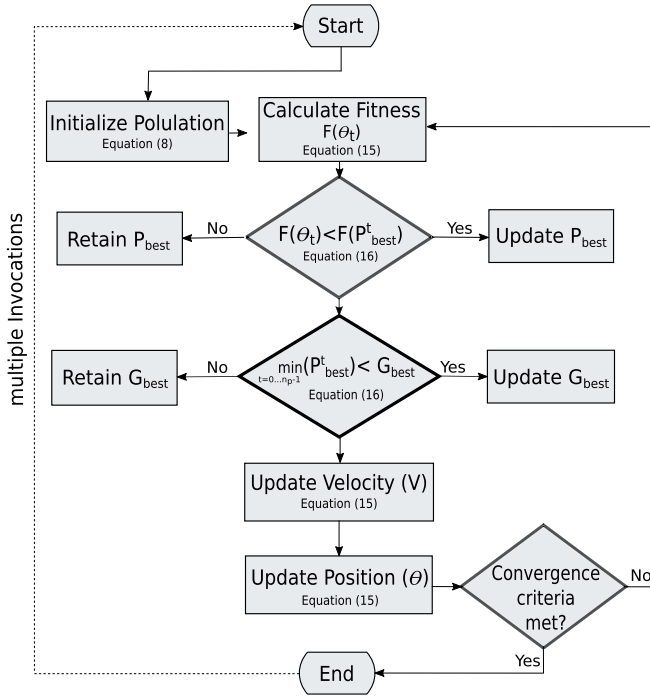 Start
Initialize Polulation
Equation (8)
Calculate Fitness
F(θt)
Equation (15)
multiple Invocations
Retain Pbest
No
F(θt)<F(Ptbest)
Equation (16)
Yes
Update Pbest
Retain Gbest
No
min(Ptbest)< Gbest
t=0...np-1
Equation (16)
Yes
Update Gbest
Update Velocity (V)
Equation (15)
Update Position (θ)
Equation (15)
Convergence
criteria
met?
No
Yes
End